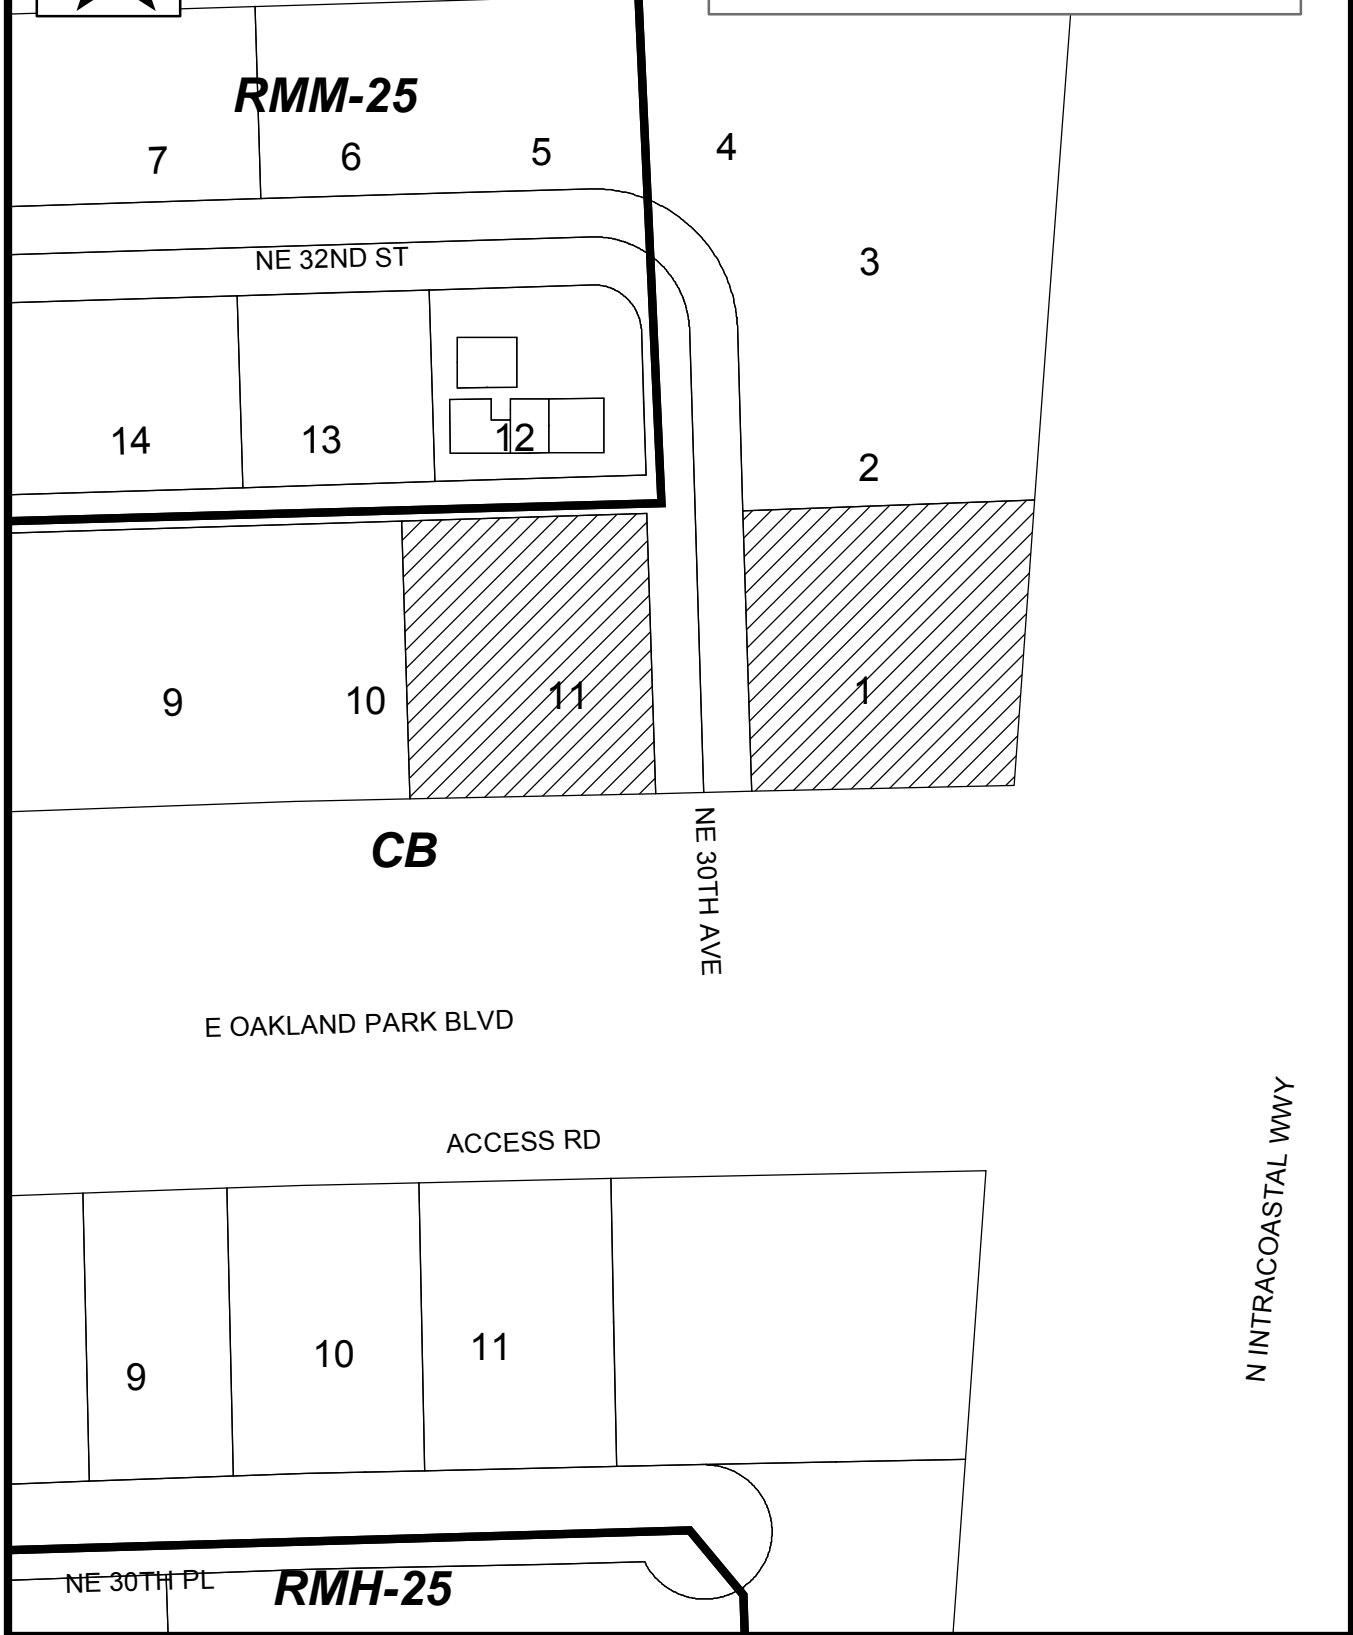 RMM-25
7
6
5
4
NE 32ND ST
3
14
13
12
2
9
10
11
1
CB
NE 30TH AVE
E OAKLAND PARK BLVD
ACCESS RD
N INTRACOASTAL WWY
9
10
11
NE 30TH PL
RMH-25